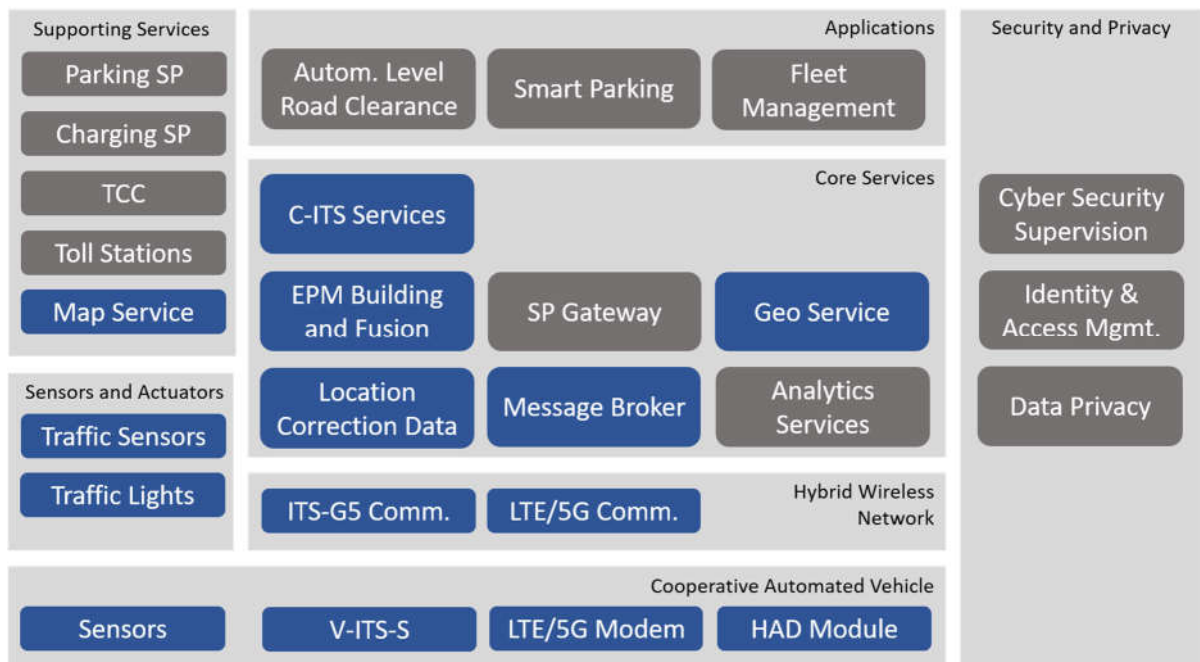 Supporting Services
Parking SP
Charging SP
TCC
Toll Stations
Map Service
Sensors and Actuators
Traffic Sensors
Traffic Lights
Applications
Autom. Level
Road Clearance
Smart Parking
Fleet
Management
Core Services
C-ITS Services
EPM Building
and Fusion
SP Gateway
Geo Service
Location
Correction Data
Message Broker
Analytics
Services
Hybrid Wireless
Network
ITS-G5 Comm.
LTE/5G Comm.
Cooperative Automated Vehicle
Sensors
V-ITS-S
LTE/5G Modem
HAD Module
Security and Privacy
Cyber Security
Supervision
Identity &
Access Mgmt.
Data Privacy